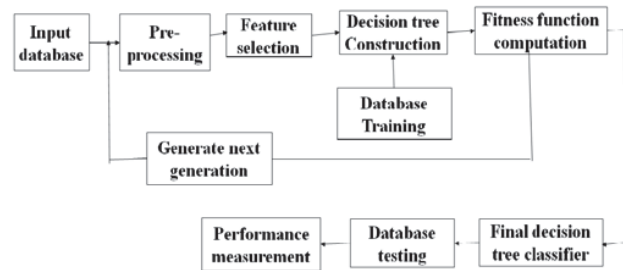 Input
database
Pre-
processing
Feature
selection
Decision tree
Construction
Fitness function
computation
Database
Training
Generate next
generation
Performance
measurement
Database
testing
Final decision
tree classifier